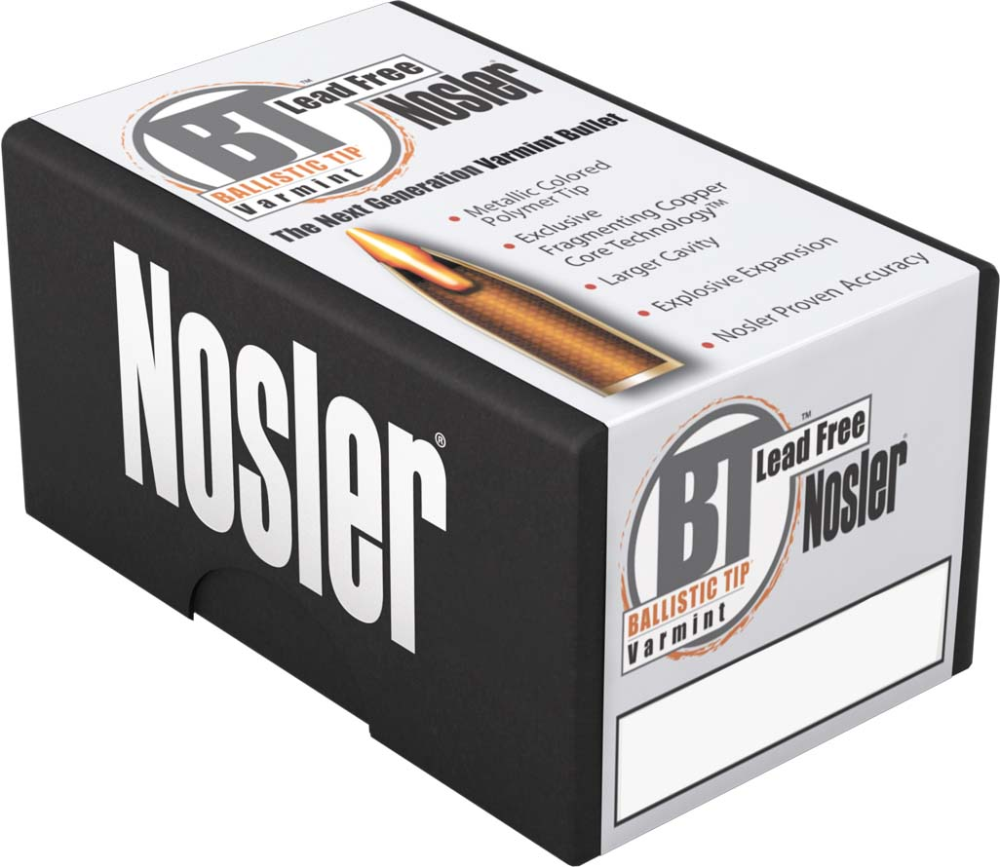 BT™
Lead Free
Nosler®
BALLISTIC TIP
Varmint
The Next Generation Varmint Bullet
• Metallic Colored
Polymer Tip
• Exclusive
Fragmenting Copper
Core Technology™
• Larger Cavity
• Explosive Expansion
• Nosler Proven Accuracy
Nosler®
BT™
Lead Free
Nosler®
BALLISTIC TIP
Varmint